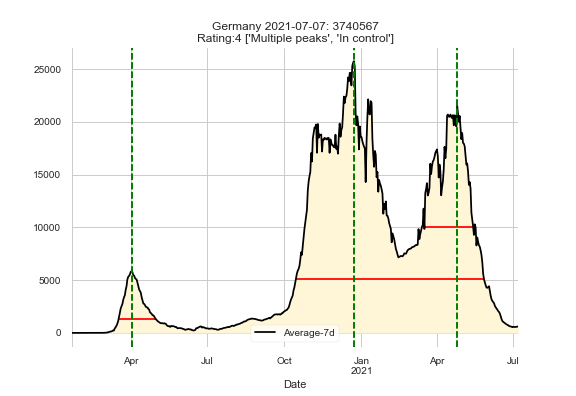 Germany 2021-07-07: 3740567
Rating:4 ['Multiple peaks', 'In control']
25000
20000
15000
10000
5000
0
Average-7d
Apr Jul Oct Jan Apr Jul
2021
Date